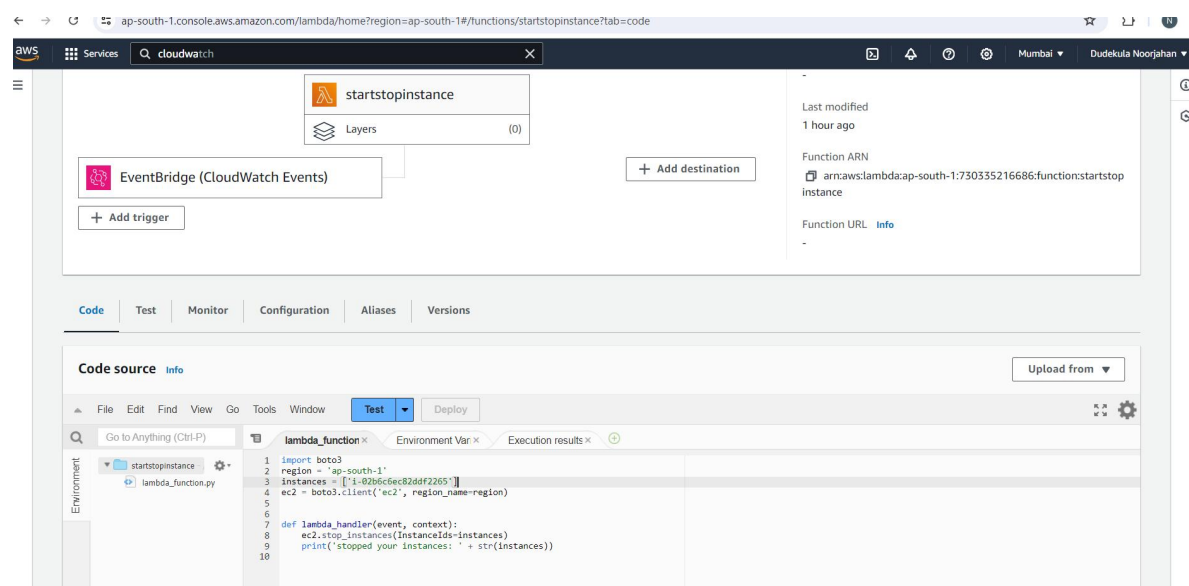 ap-south-1.console.aws.amazon.com/lambda/home?region=ap-south-1#/functions/startstopinstance?tab=code
N
aws
Services
cloudwatch
Mumbai ▼
Dudekula Noorjahan ▼
startstopinstance
Layers
(0)
EventBridge (CloudWatch Events)
+ Add trigger
+ Add destination
-
Last modified
1 hour ago
Function ARN
arn:aws:lambda:ap-south-1:730335216686:function:startstop
instance
Function URL Info
-
Code
Test
Monitor
Configuration
Aliases
Versions
Code source Info
Upload from ▼
File Edit Find View Go Tools Window
Test
Deploy
Go to Anything (Ctrl-P)
lambda_function ×
Environment Var ×
Execution results ×
Environment
startstopinstance
lambda_function.py
1 import boto3
2 region = 'ap-south-1'
3 instances = ['i-02b6c6ec82ddf2265']
4 ec2 = boto3.client('ec2', region_name=region)
5
6
7 def lambda_handler(event, context):
8     ec2.stop_instances(InstanceIds=instances)
9     print('stopped your instances: ' + str(instances))
10